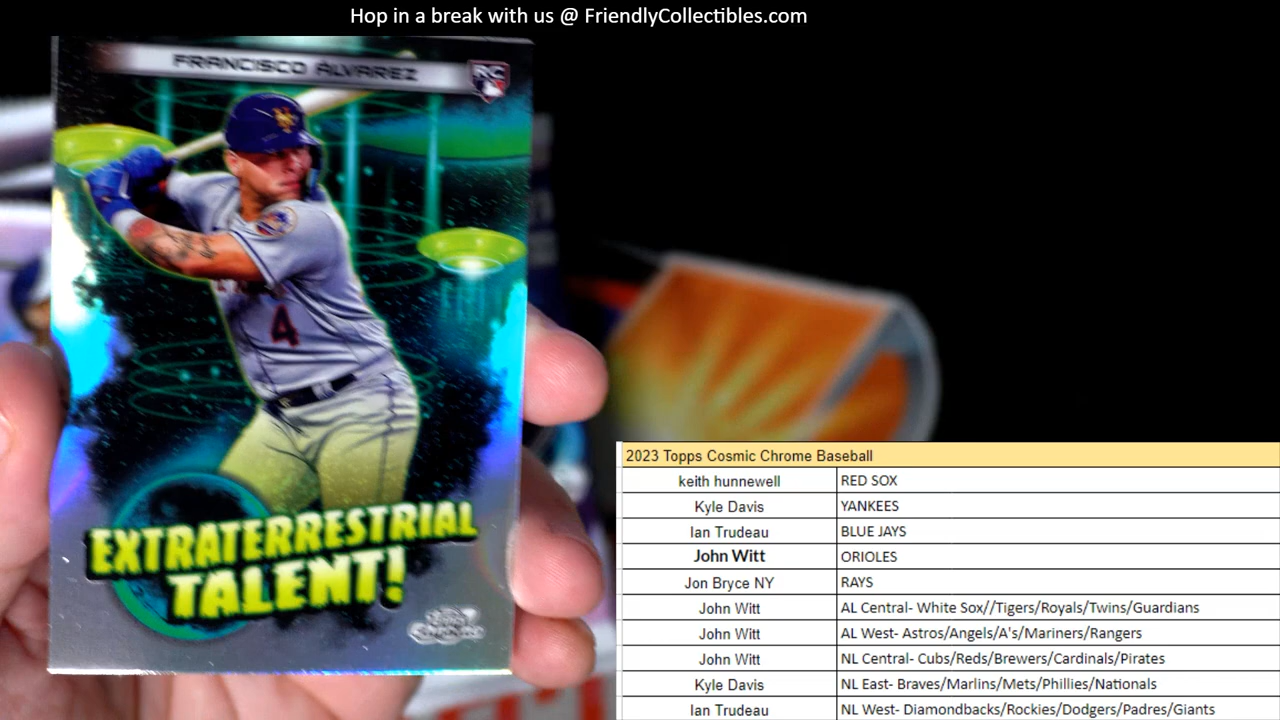 Hop in a break with us @ FriendlyCollectibles.com
FRANCISCO ÁLVAREZ
RC
4
EXTRATERRESTRIAL
TALENT!
2023 Topps Cosmic Chrome Baseball
keith hunnewell RED SOX
Kyle Davis YANKEES
Ian Trudeau BLUE JAYS
John Witt ORIOLES
Jon Bryce NY RAYS
John Witt AL Central- White Sox//Tigers/Royals/Twins/Guardians
John Witt AL West- Astros/Angels/A's/Mariners/Rangers
John Witt NL Central- Cubs/Reds/Brewers/Cardinals/Pirates
Kyle Davis NL East- Braves/Marlins/Mets/Phillies/Nationals
Ian Trudeau NL West- Diamondbacks/Rockies/Dodgers/Padres/Giants